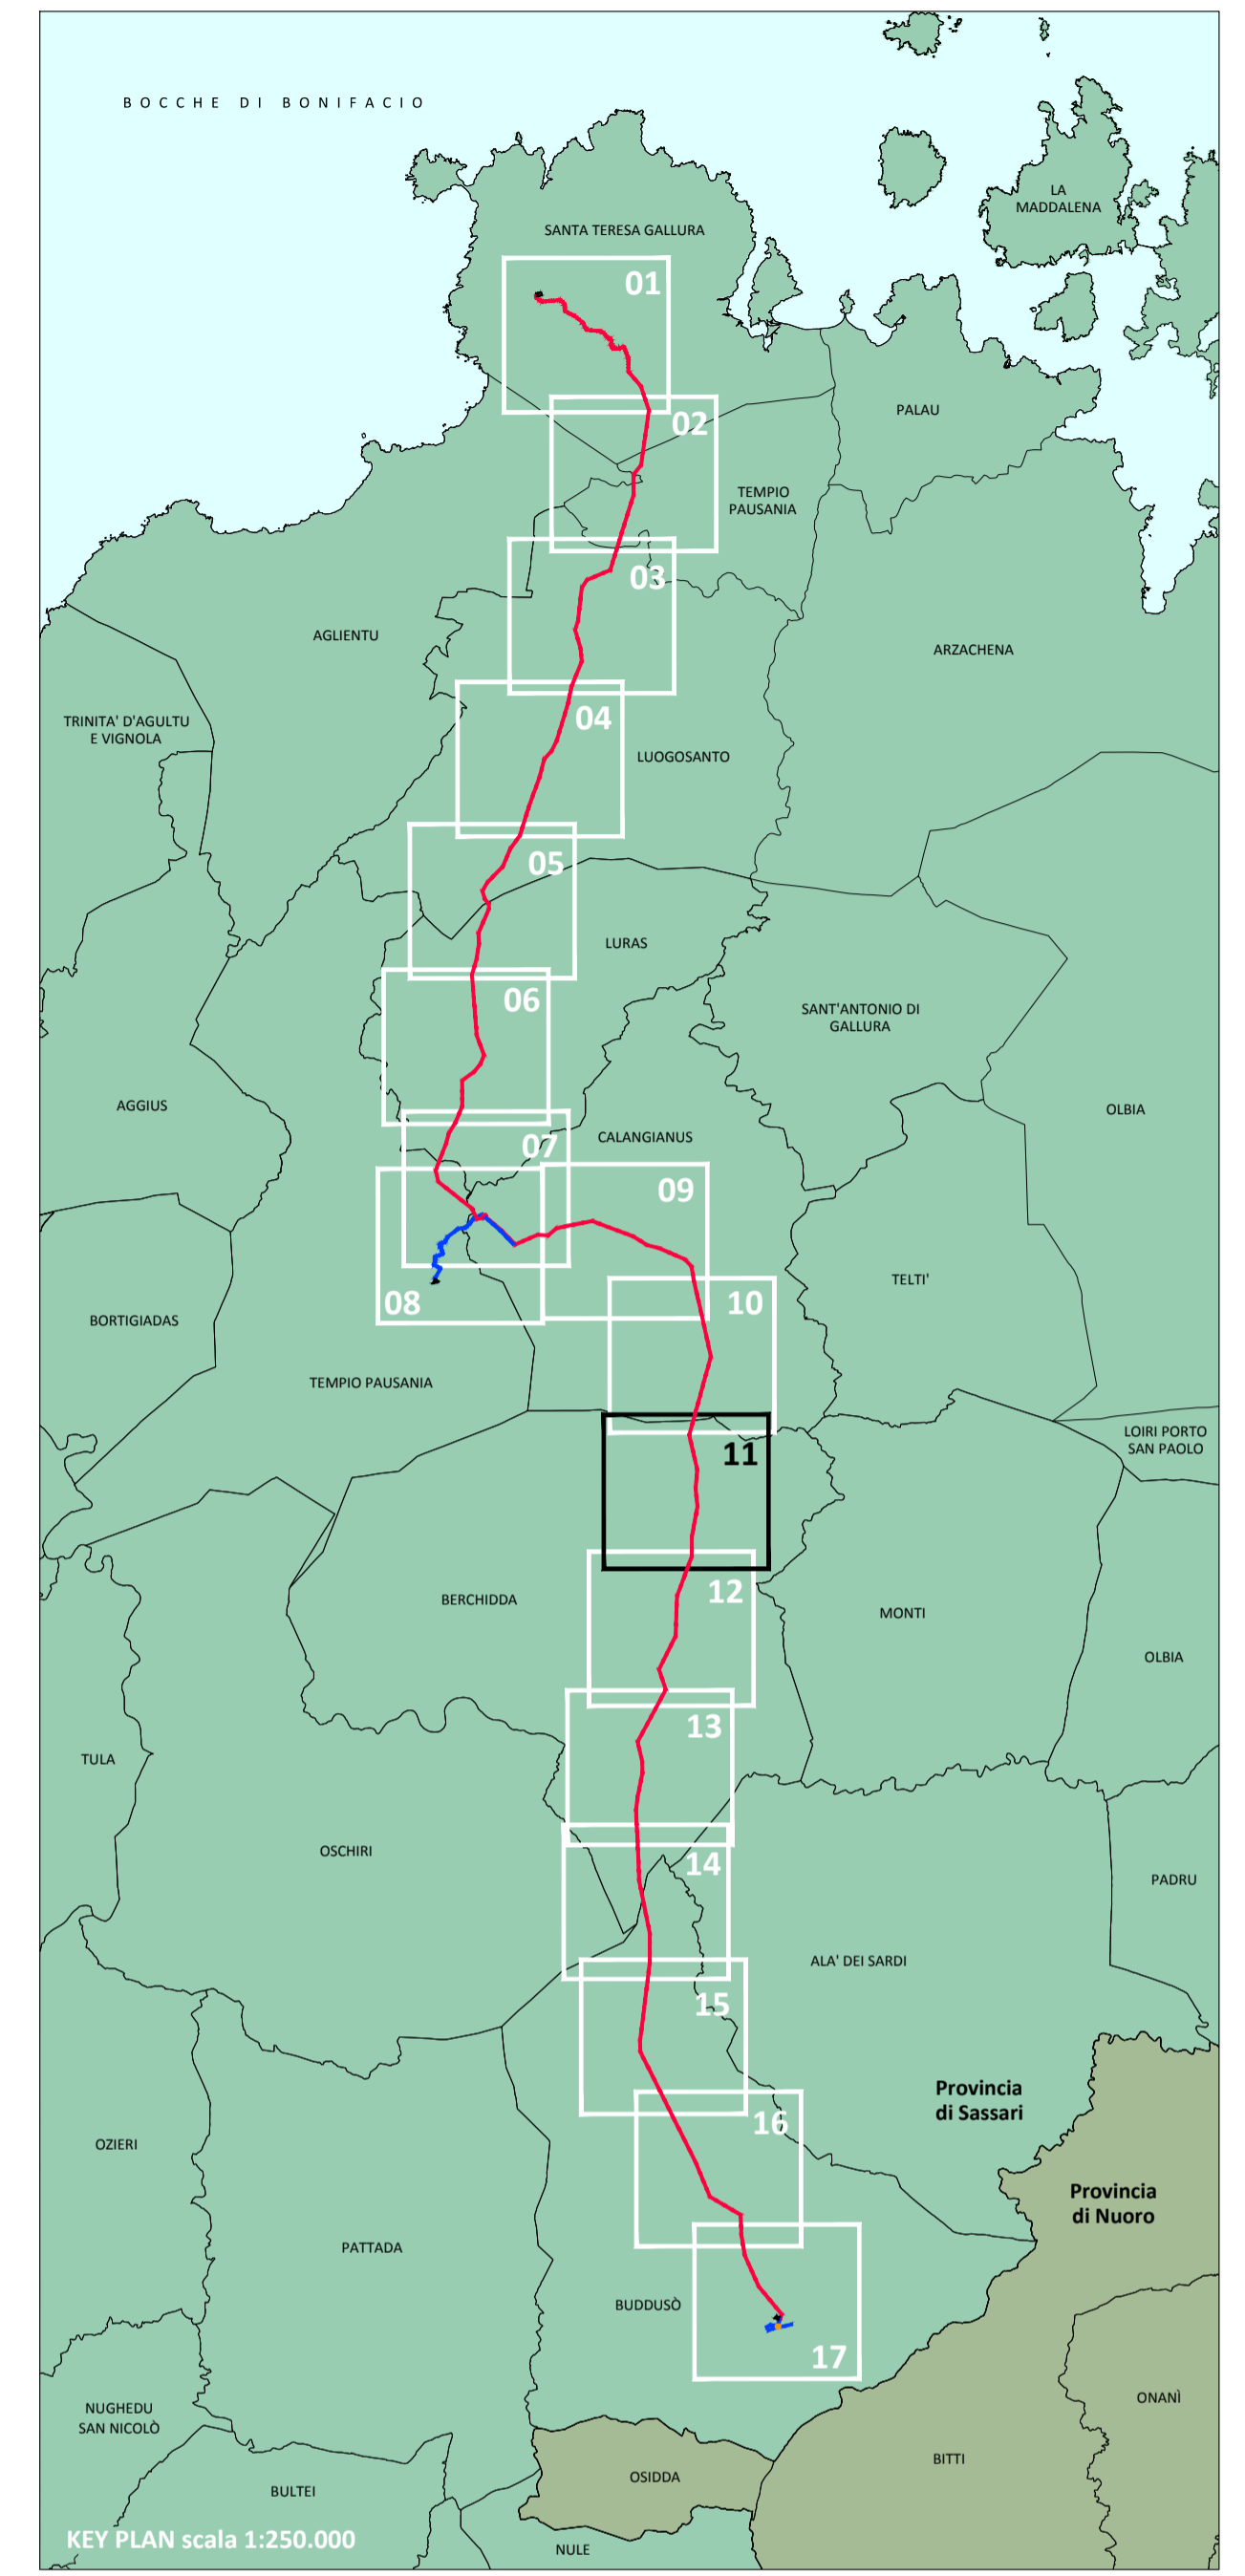 BOCCHE DI BONIFACIO
LA
MADDALENA
SANTA TERESA GALLURA
01
PALAU
02
TEMPIO
PAUSANIA
03
AGLIENTU
ARZACHENA
TRINITA' D'AGULTU
E VIGNOLA
04
LUOGOSANTO
05
LURAS
06
SANT'ANTONIO DI
GALLURA
AGGIUS
OLBIA
CALANGIANUS
07
09
TELTI'
08
10
BORTIGIADAS
TEMPIO PAUSANIA
LOIRI PORTO
SAN PAOLO
11
12
BERCHIDDA
MONTI
OLBIA
13
TULA
OSCHIRI
14
PADRU
ALA' DEI SARDI
15
Provincia
di Sassari
16
OZIERI
Provincia
di Nuoro
PATTADA
BUDDUSÒ
17
ONANÌ
NUGHEDU
SAN NICOLÒ
BITTI
OSIDDA
BULTEI
KEY PLAN scala 1:250.000
NULE